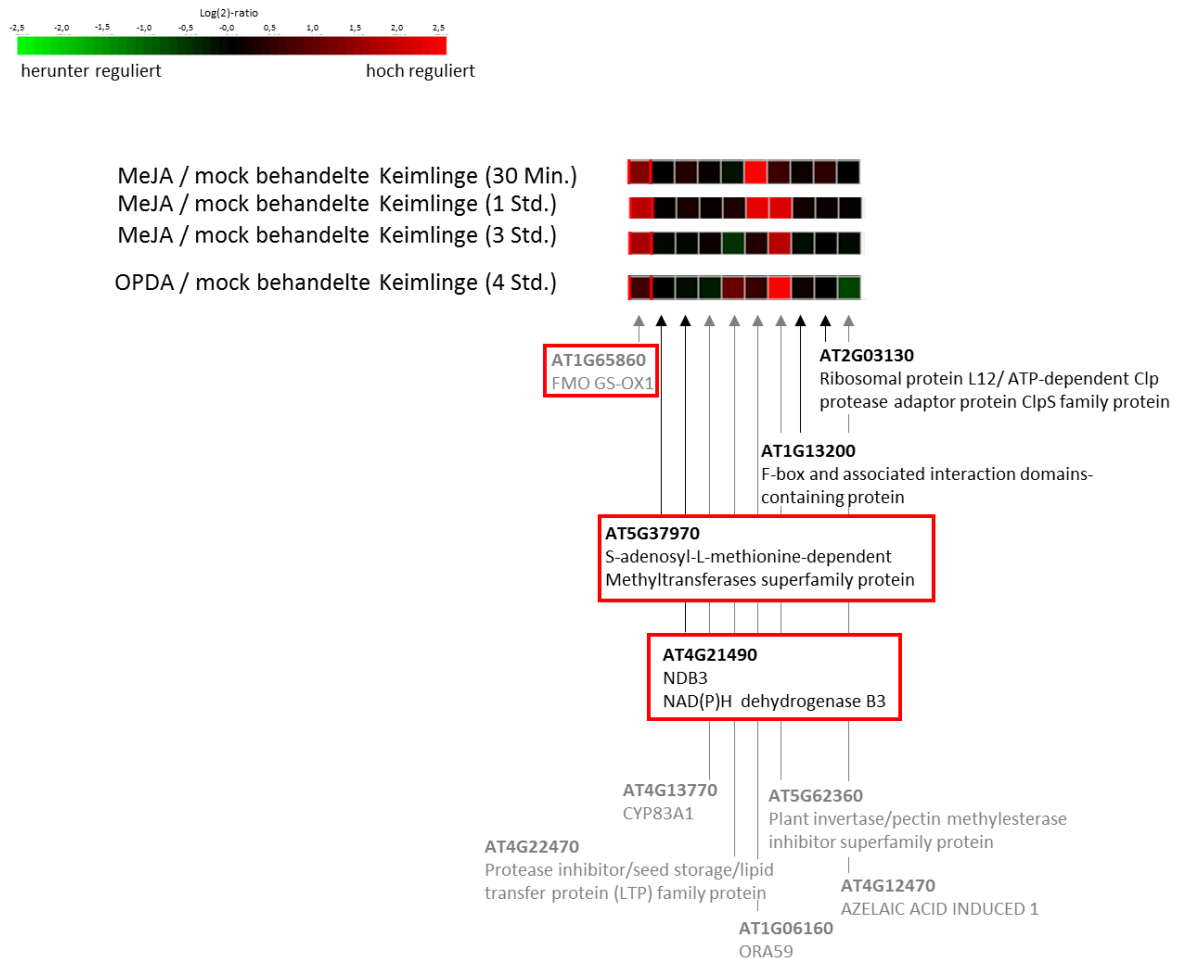 Log(2)-ratio
-2,5 -2,0 -1,5 -1,0 -0,5 -0,0 0,5 1,0 1,5 2,0 2,5
herunter reguliert hoch reguliert
MeJA / mock behandelte Keimlinge (30 Min.)
MeJA / mock behandelte Keimlinge (1 Std.)
MeJA / mock behandelte Keimlinge (3 Std.)
OPDA / mock behandelte Keimlinge (4 Std.)
AT1G65860
FMO GS-OX1
AT2G03130
Ribosomal protein L12/ ATP-dependent Clp
protease adaptor protein ClpS family protein
AT1G13200
F-box and associated interaction domains-
containing protein
AT5G37970
S-adenosyl-L-methionine-dependent
Methyltransferases superfamily protein
AT4G21490
NDB3
NAD(P)H dehydrogenase B3
AT4G13770
CYP83A1
AT5G62360
Plant invertase/pectin methylesterase
inhibitor superfamily protein
AT4G22470
Protease inhibitor/seed storage/lipid
transfer protein (LTP) family protein
AT4G12470
AZELAIC ACID INDUCED 1
AT1G06160
ORA59